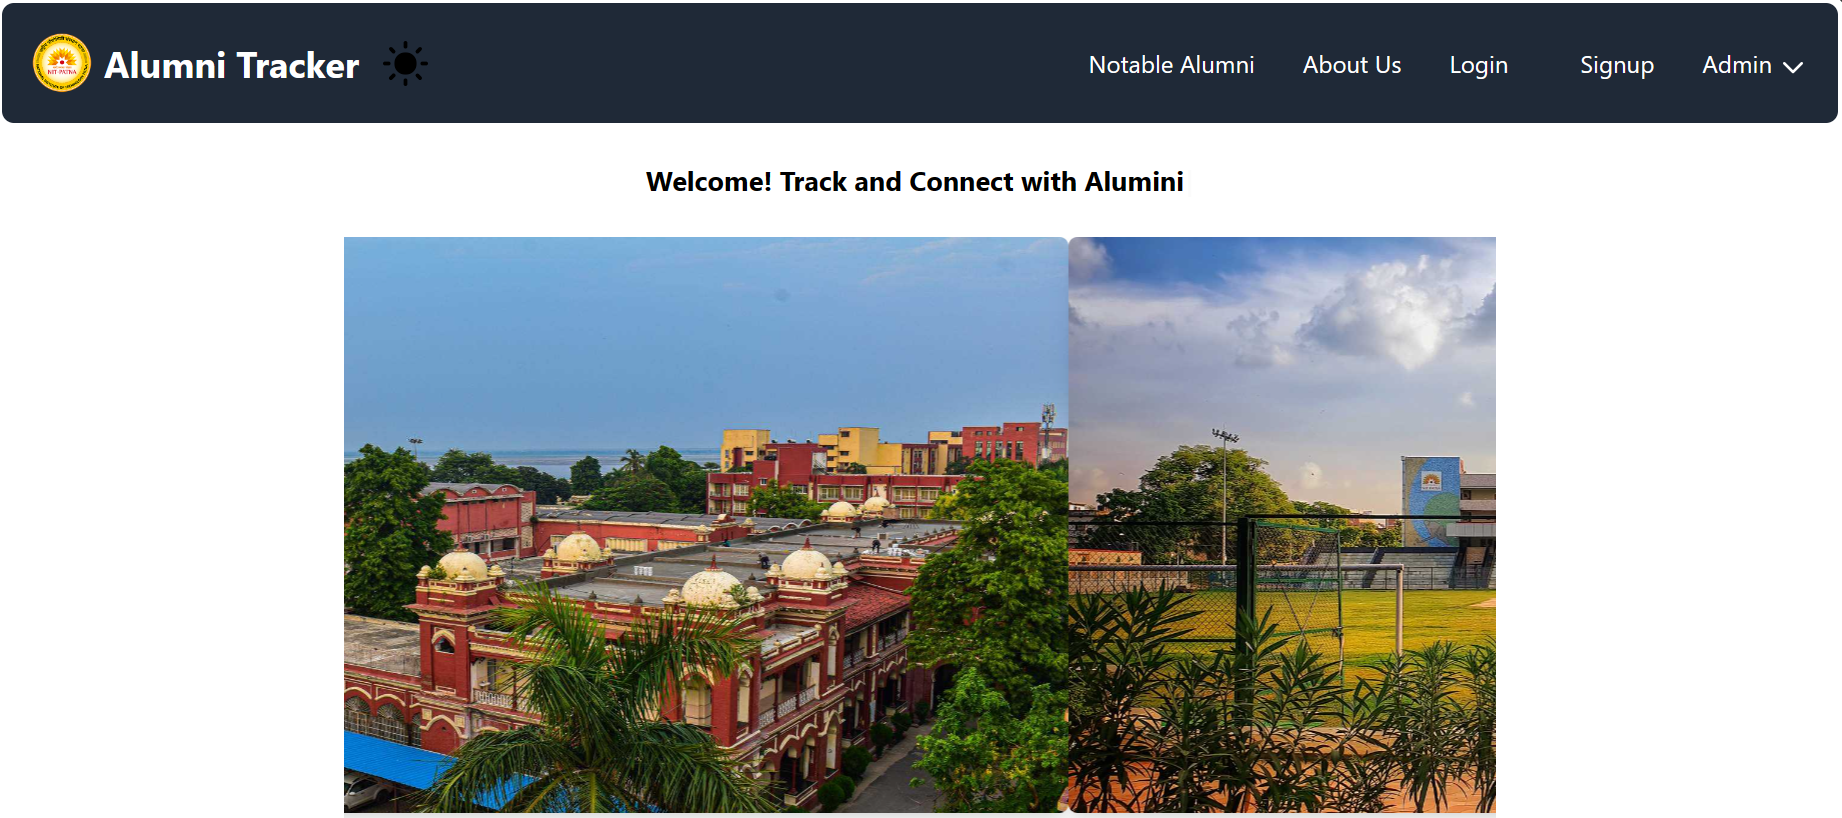 NIT-PATNA
Alumni Tracker
Notable Alumni
About Us
Login
Signup
Admin
Welcome! Track and Connect with Alumini